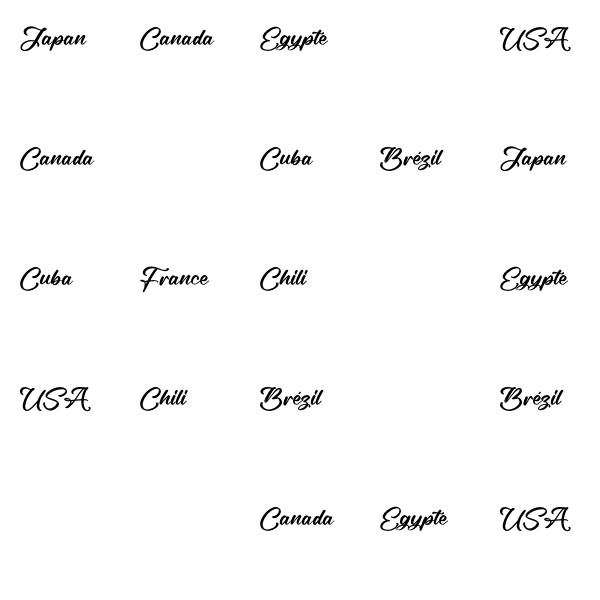 Japan Canada Egypte USA
Canada Cuba Brézil Japan
Cuba France Chili Egypte
USA Chili Brézil Brézil
Canada Egypte USA